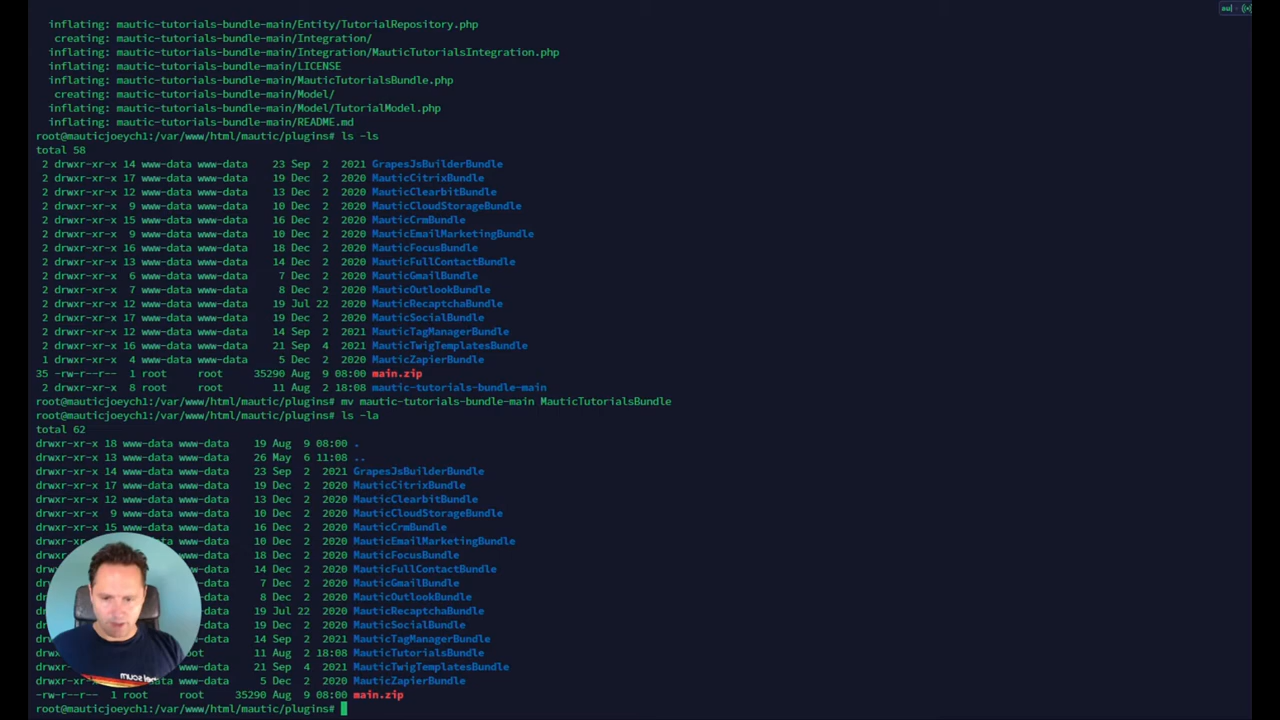 inflating: mautic-tutorials-bundle-main/Entity/TutorialRepository.php
creating: mautic-tutorials-bundle-main/Integration/
inflating: mautic-tutorials-bundle-main/Integration/MauticTutorialsIntegration.php
inflating: mautic-tutorials-bundle-main/LICENSE
inflating: mautic-tutorials-bundle-main/MauticTutorialsBundle.php
creating: mautic-tutorials-bundle-main/Model/
inflating: mautic-tutorials-bundle-main/Model/TutorialModel.php
inflating: mautic-tutorials-bundle-main/README.md
root@mauticjoeych1:/var/www/html/mautic/plugins# ls -ls
total 58
2 drwxr-xr-x 14 www-data www-data 23 Sep 2 2021 GrapesJsBuilderBundle
2 drwxr-xr-x 17 www-data www-data 19 Dec 2 2020 MauticCitrixBundle
2 drwxr-xr-x 12 www-data www-data 13 Dec 2 2020 MauticClearbitBundle
2 drwxr-xr-x 9 www-data www-data 10 Dec 2 2020 MauticCloudStorageBundle
2 drwxr-xr-x 15 www-data www-data 16 Dec 2 2020 MauticCrmBundle
2 drwxr-xr-x 9 www-data www-data 10 Dec 2 2020 MauticEmailMarketingBundle
2 drwxr-xr-x 16 www-data www-data 18 Dec 2 2020 MauticFocusBundle
2 drwxr-xr-x 13 www-data www-data 14 Dec 2 2020 MauticFullContactBundle
2 drwxr-xr-x 6 www-data www-data 7 Dec 2 2020 MauticGmailBundle
2 drwxr-xr-x 7 www-data www-data 8 Dec 2 2020 MauticOutlookBundle
2 drwxr-xr-x 12 www-data www-data 19 Jul 22 2020 MauticRecaptchaBundle
2 drwxr-xr-x 17 www-data www-data 19 Dec 2 2020 MauticSocialBundle
2 drwxr-xr-x 12 www-data www-data 14 Sep 2 2021 MauticTagManagerBundle
2 drwxr-xr-x 16 www-data www-data 21 Sep 4 2021 MauticTwigTemplatesBundle
1 drwxr-xr-x 4 www-data www-data 5 Dec 2 2020 MauticZapierBundle
35 -rw-r--r-- 1 root root 35290 Aug 9 08:00 main.zip
2 drwxr-xr-x 8 root root 11 Aug 2 18:08 mautic-tutorials-bundle-main
root@mauticjoeych1:/var/www/html/mautic/plugins# mv mautic-tutorials-bundle-main MauticTutorialsBundle
root@mauticjoeych1:/var/www/html/mautic/plugins# ls -la
total 62
drwxr-xr-x 18 www-data www-data 19 Aug 9 08:00 .
drwxr-xr-x 13 www-data www-data 26 May 6 11:08 ..
drwxr-xr-x 14 www-data www-data 23 Sep 2 2021 GrapesJsBuilderBundle
drwxr-xr-x 17 www-data www-data 19 Dec 2 2020 MauticCitrixBundle
drwxr-xr-x 12 www-data www-data 13 Dec 2 2020 MauticClearbitBundle
drwxr-xr-x 9 www-data www-data 10 Dec 2 2020 MauticCloudStorageBundle
drwxr-xr-x 15 www-data www-data 16 Dec 2 2020 MauticCrmBundle
www-data www-data 10 Dec 2 2020 MauticEmailMarketingBundle
www-data 18 Dec 2 2020 MauticFocusBundle
www-data 14 Dec 2 2020 MauticFullContactBundle
www-data 7 Dec 2 2020 MauticGmailBundle
www-data 8 Dec 2 2020 MauticOutlookBundle
www-data 19 Jul 22 2020 MauticRecaptchaBundle
www-data 19 Dec 2 2020 MauticSocialBundle
www-data 14 Sep 2 2021 MauticTagManagerBundle
11 Aug 2 18:08 MauticTutorialsBundle
www-data 21 Sep 4 2021 MauticTwigTemplatesBundle
www-data 5 Dec 2 2020 MauticZapierBundle
-rw-r--r-- 1 root root 35290 Aug 9 08:00 main.zip
root@mauticjoeych1:/var/www/html/mautic/plugins#